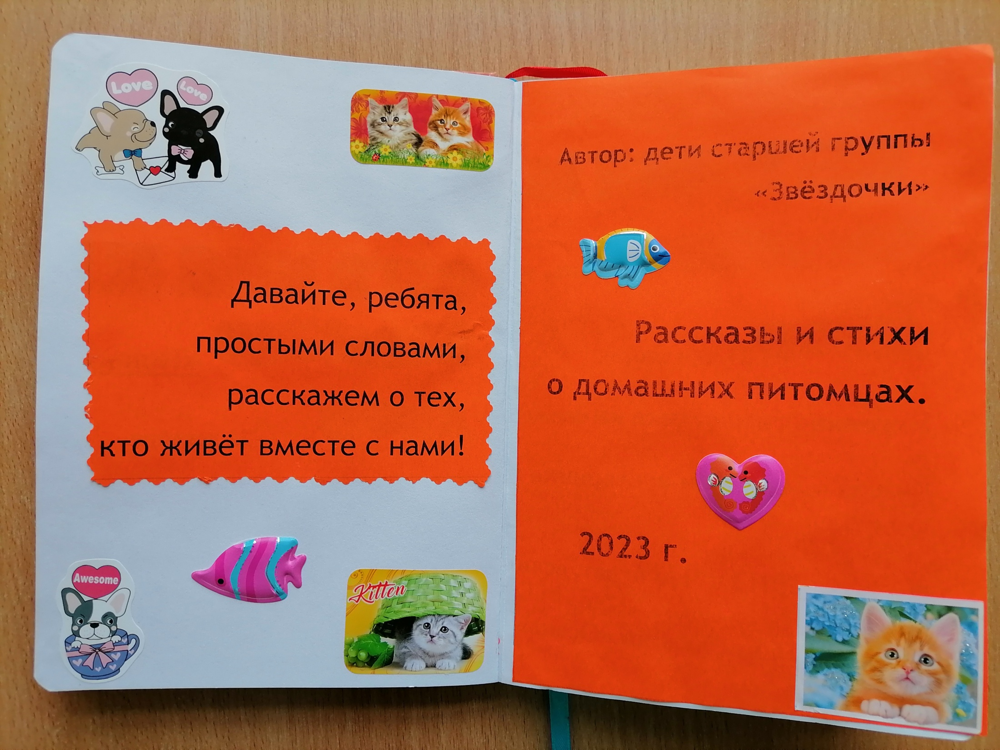 Love
Love
Давайте, ребята,
простыми словами,
расскажем о тех,
кто живёт вместе с нами!
Awesome
Kitten
Автор: дети старшей группы
«Звёздочки»
Рассказы и стихи
о домашних питомцах.
2023 г.